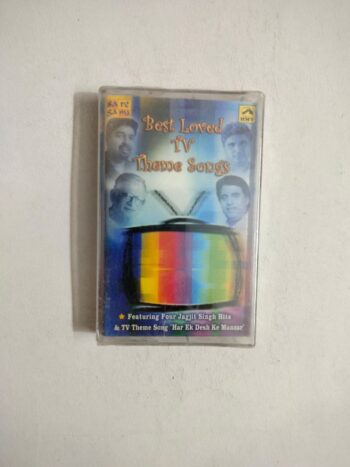 sa re
ga ma
HMV
Best Loved
TV
Theme Songs
Featuring Four Jagjit Singh Hits
& TV Theme Song 'Har Ek Desh Ke Manzar'